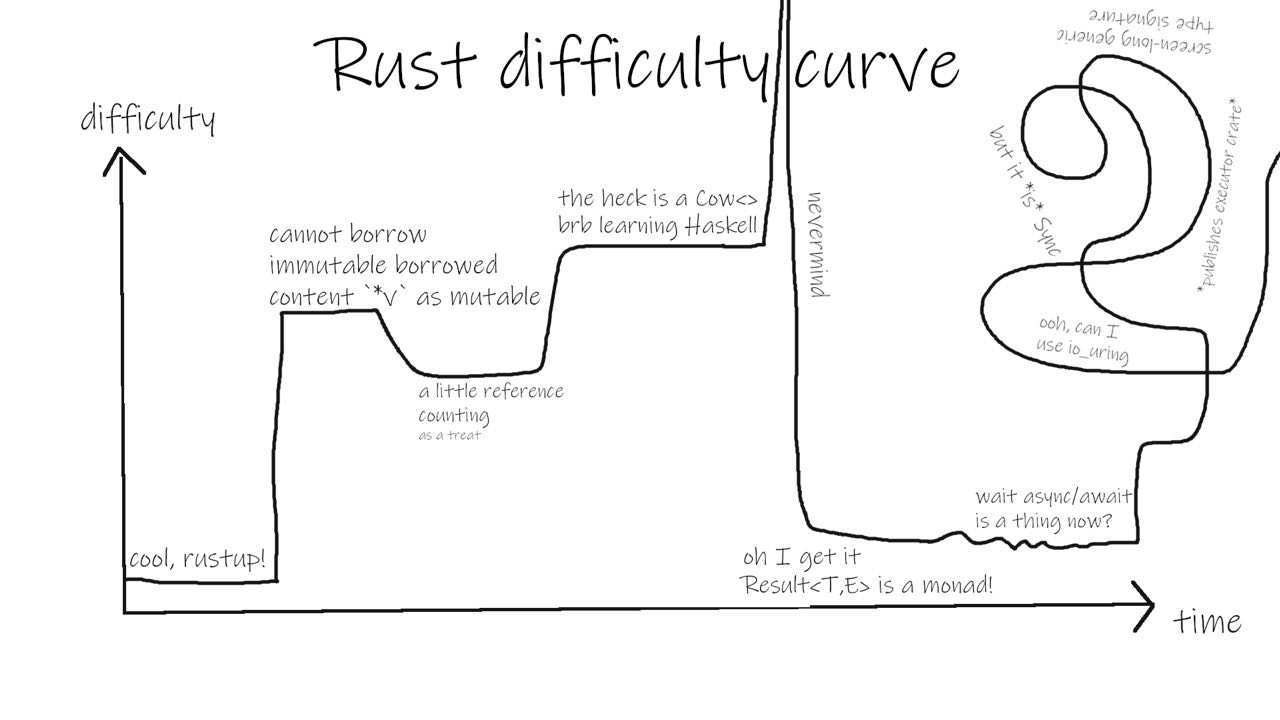 Rust difficulty curve
difficulty
cool, rustup!
cannot borrow
immutable borrowed
content `*v` as mutable
a little reference
counting
as a treat
the heck is a Cow<>
brb learning Haskell
nevermind
oh I get it
Result<T,E> is a monad!
wait async/await
is a thing now?
but it *is* Sync
screen-long generic
type signature
*publishes executor crate*
ooh, can I
use io_uring
time